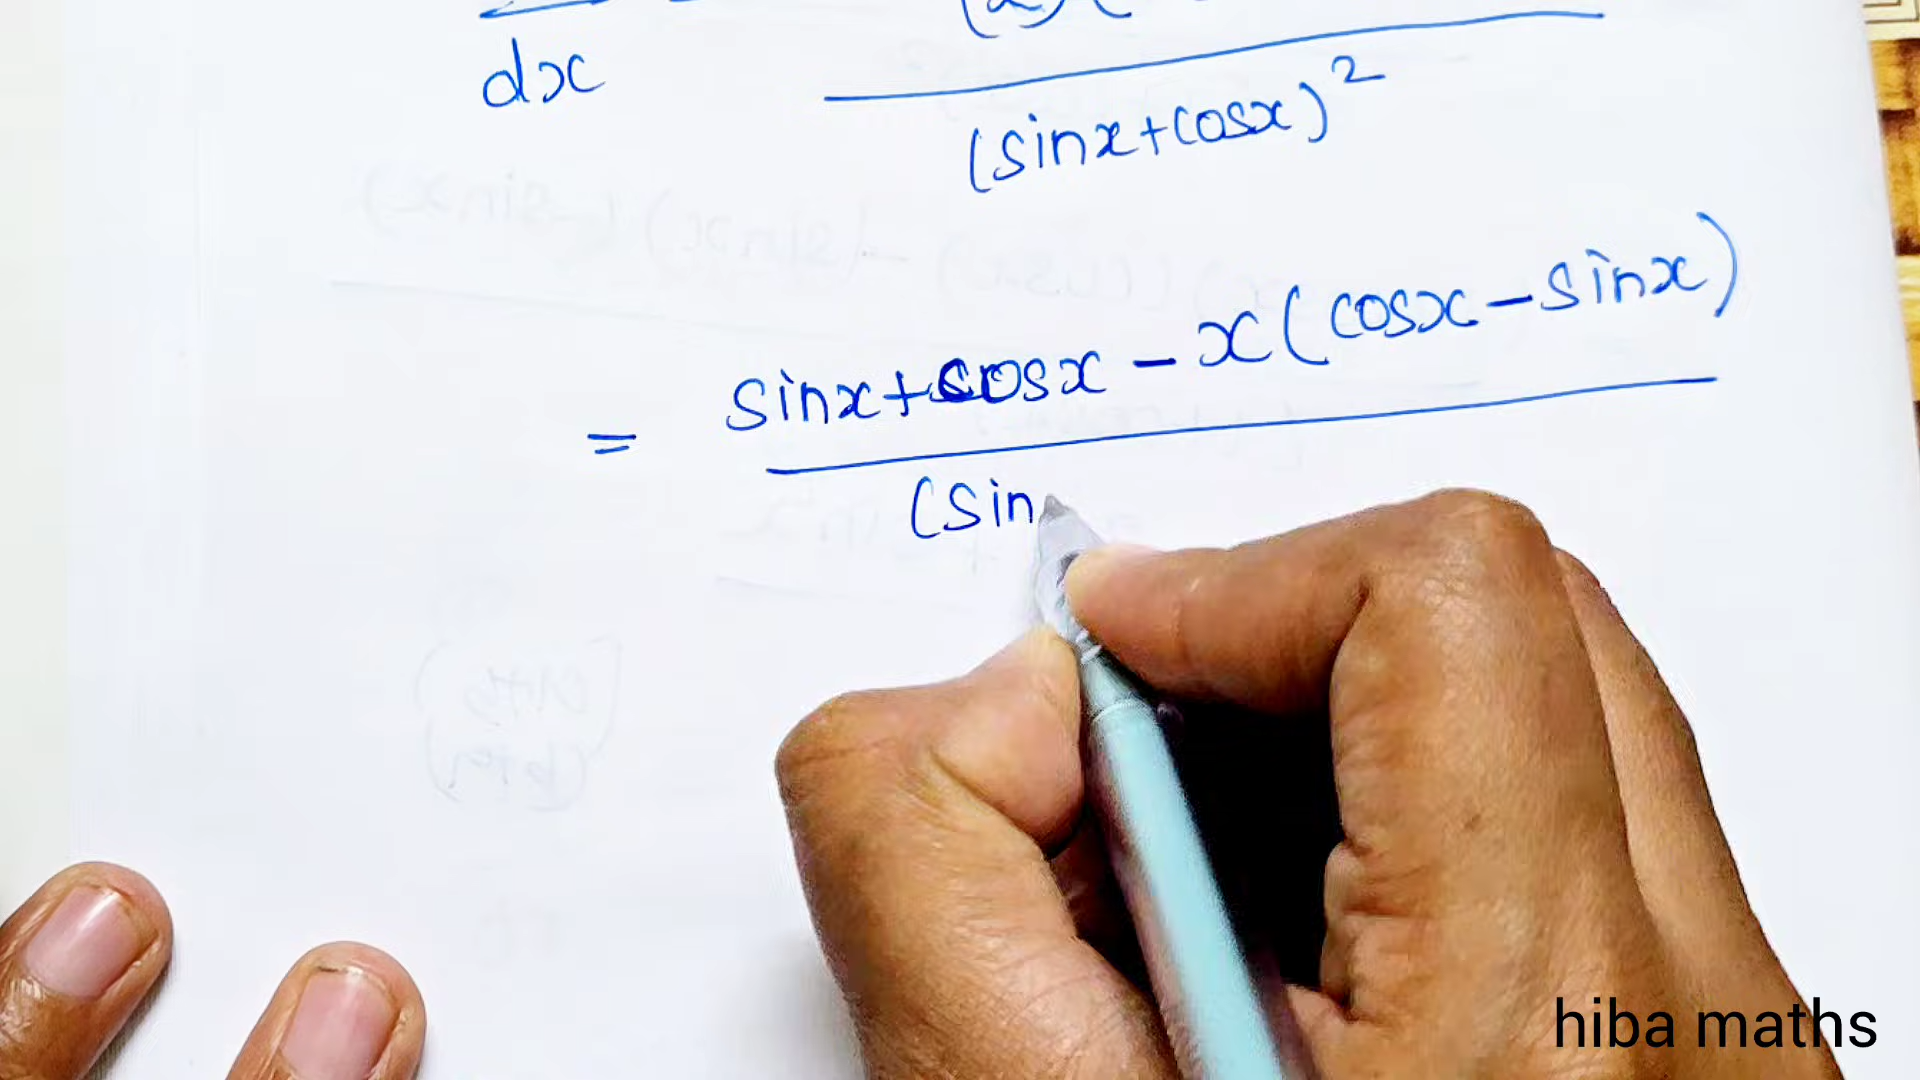 dx
(sinx+cosx)²
sinx+cosx - x(cosx-sinx)
=
(sin
hiba maths